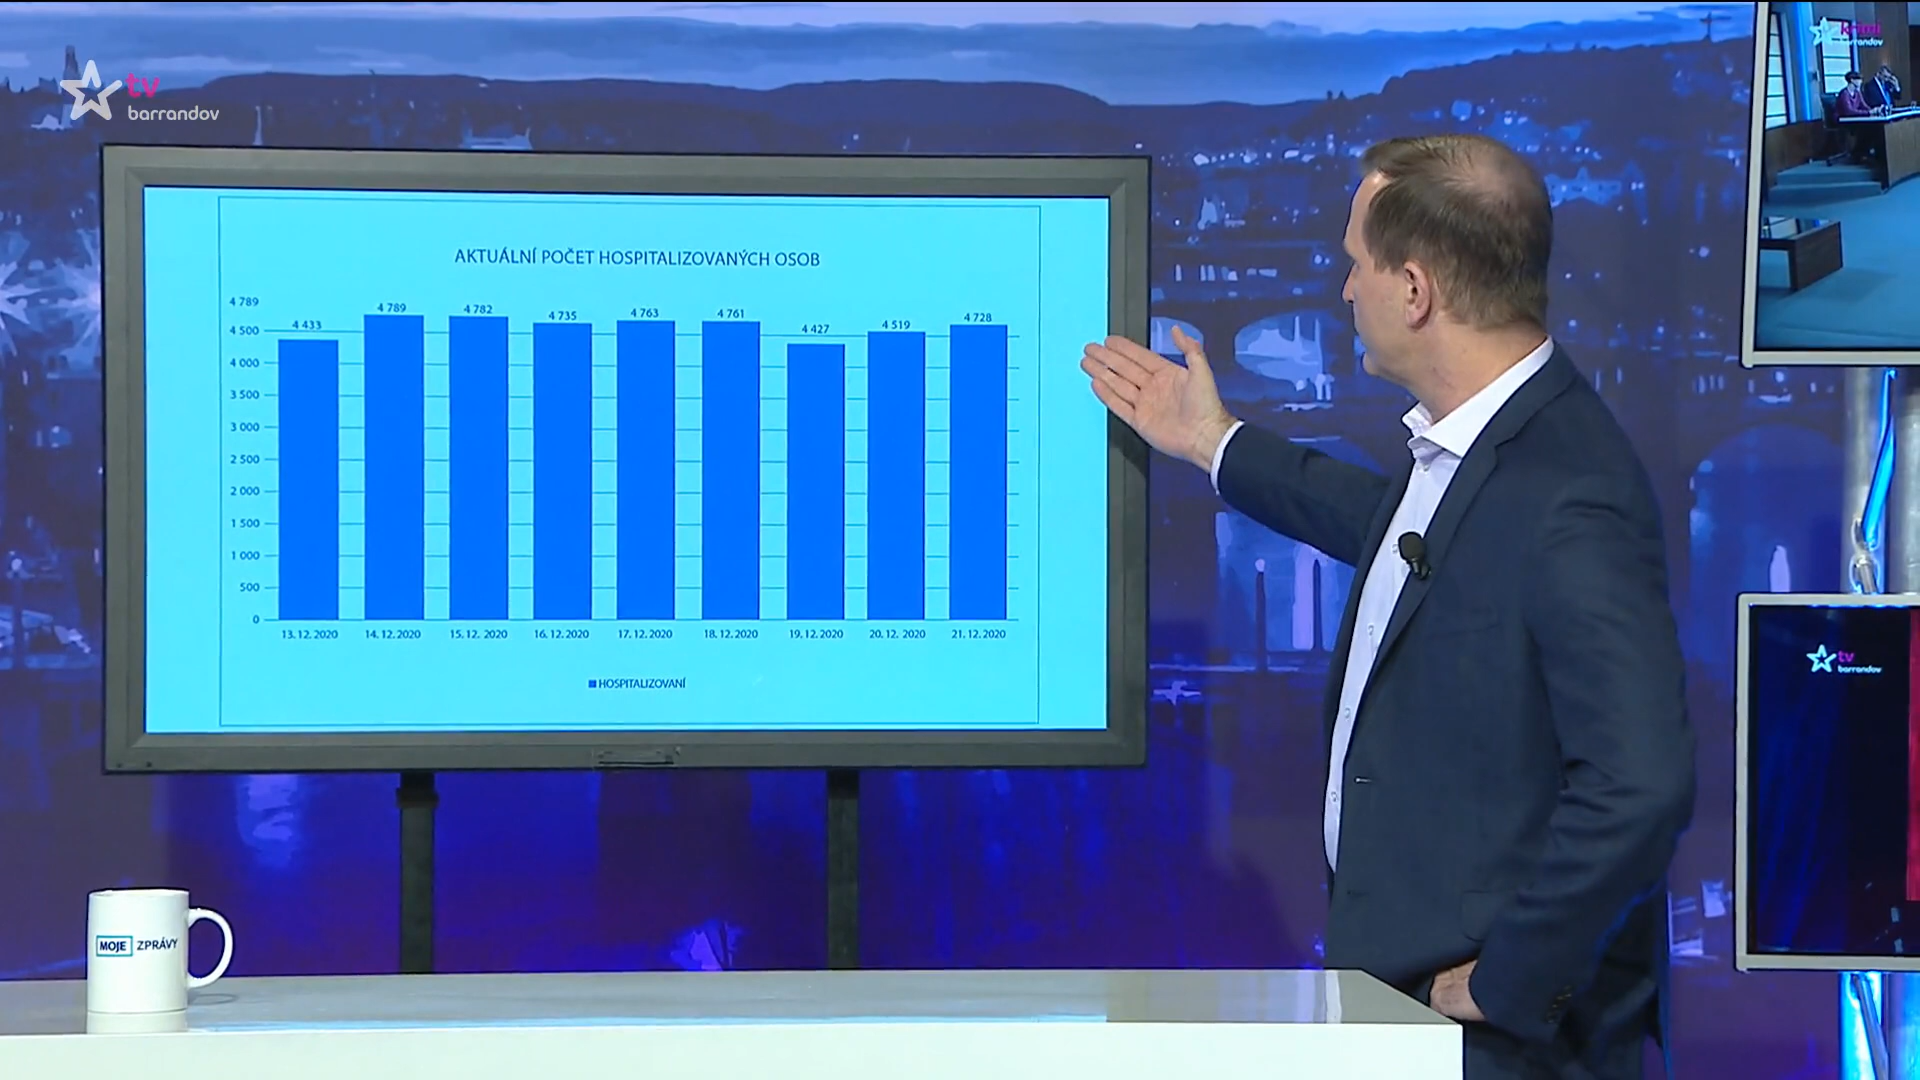 tv
barrandov
krimi
barrandov
AKTUÁLNÍ POČET HOSPITALIZOVANÝCH OSOB
4 789
4 500
4 000
3 500
3 000
2 500
2 000
1 500
1 000
500
0
4 433 4 789 4 782 4 735 4 763 4 761 4 427 4 519 4 728
13. 12. 2020 14. 12. 2020 15. 12. 2020 16. 12. 2020 17. 12. 2020 18. 12. 2020 19. 12. 2020 20. 12. 2020 21. 12. 2020
HOSPITALIZOVANÍ
tv
barrandov
MOJE ZPRÁVY